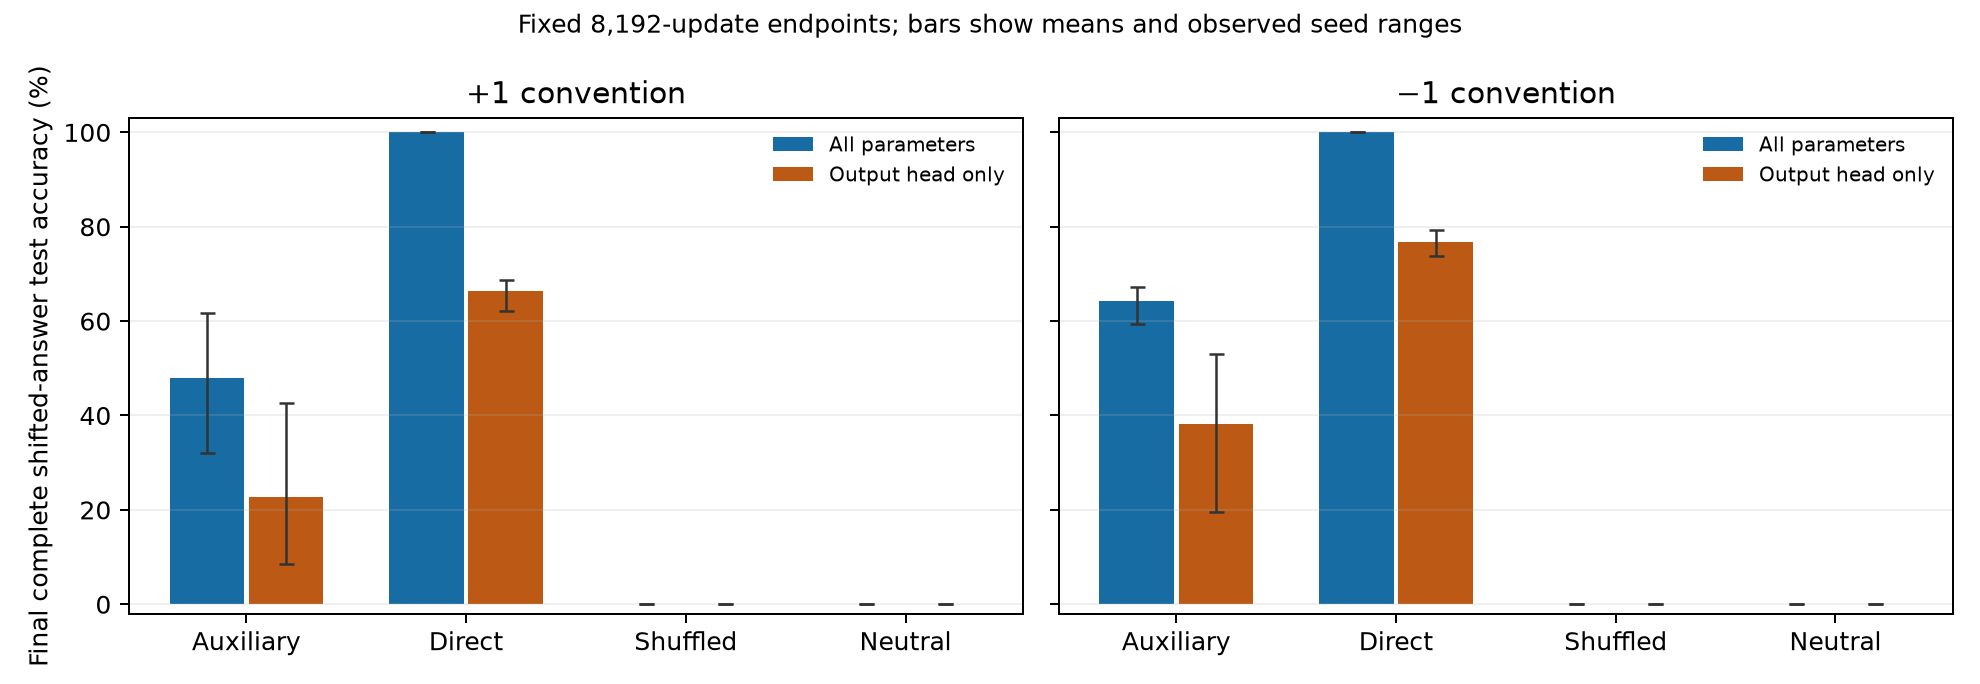 Fixed 8,192-update endpoints; bars show means and observed seed ranges
Final complete shifted-answer test accuracy (%)
+1 convention
100
80
60
40
20
0
All parameters
Output head only
Auxiliary
Direct
Shuffled
Neutral
−1 convention
All parameters
Output head only
Auxiliary
Direct
Shuffled
Neutral